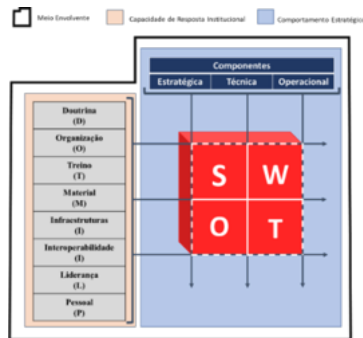 Meio Envolvente
Capacidade de Resposta Institucional
Comportamento Estratégico
Componentes
Estratégica Técnica Operacional
Doutrina
(D)
Organização
(O)
Treino
(T)
Material
(M)
Infraestruturas
(I)
Interoperabilidade
(I)
Liderança
(L)
Pessoal
(P)
S W
O T